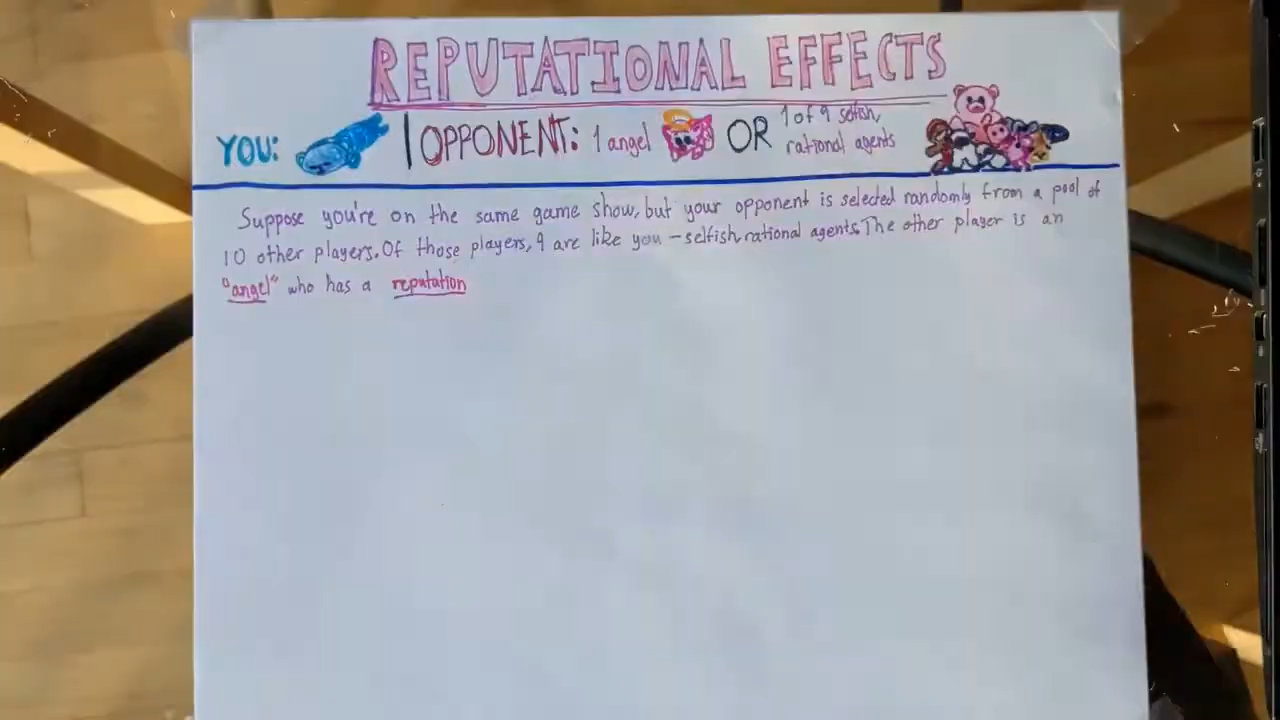 REPUTATIONAL EFFECTS
YOU: | OPPONENT: 1 angel OR 1 of 9 selfish, rational agents
Suppose you're on the same game show, but your opponent is selected randomly from a pool of
10 other players. Of those players, 9 are like you – selfish, rational agents. The other player is an
"angel" who has a reputation